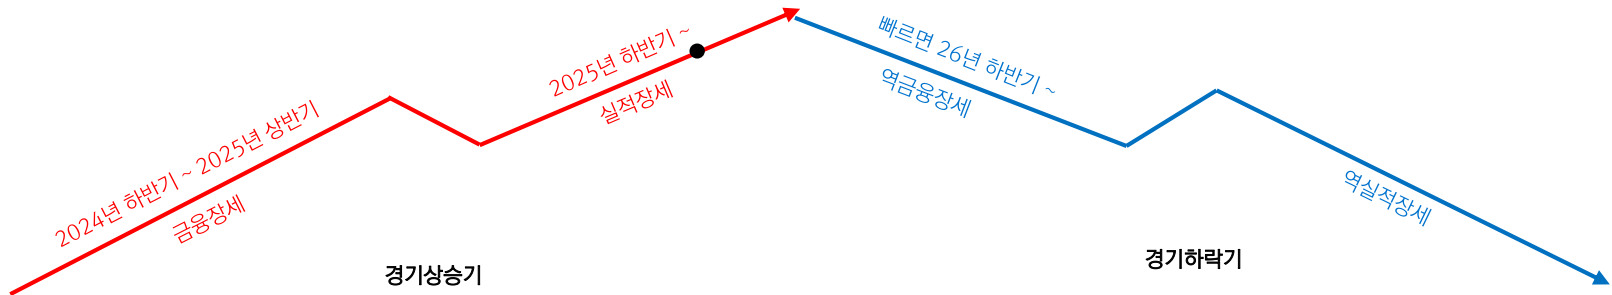 2024년 하반기 ~ 2025년 상반기
금융장세
2025년 하반기 ~
실적장세
경기상승기
빠르면 26년 하반기 ~
역금융장세
역실적장세
경기하락기